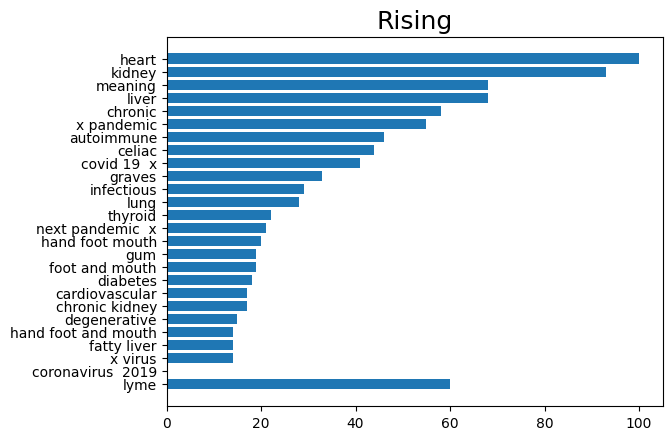 Rising
heart
kidney
meaning
liver
chronic
x pandemic
autoimmune
celiac
covid 19  x
graves
infectious
lung
thyroid
next pandemic  x
hand foot mouth
gum
foot and mouth
diabetes
cardiovascular
chronic kidney
degenerative
hand foot and mouth
fatty liver
x virus
coronavirus  2019
lyme
0 20 40 60 80 100